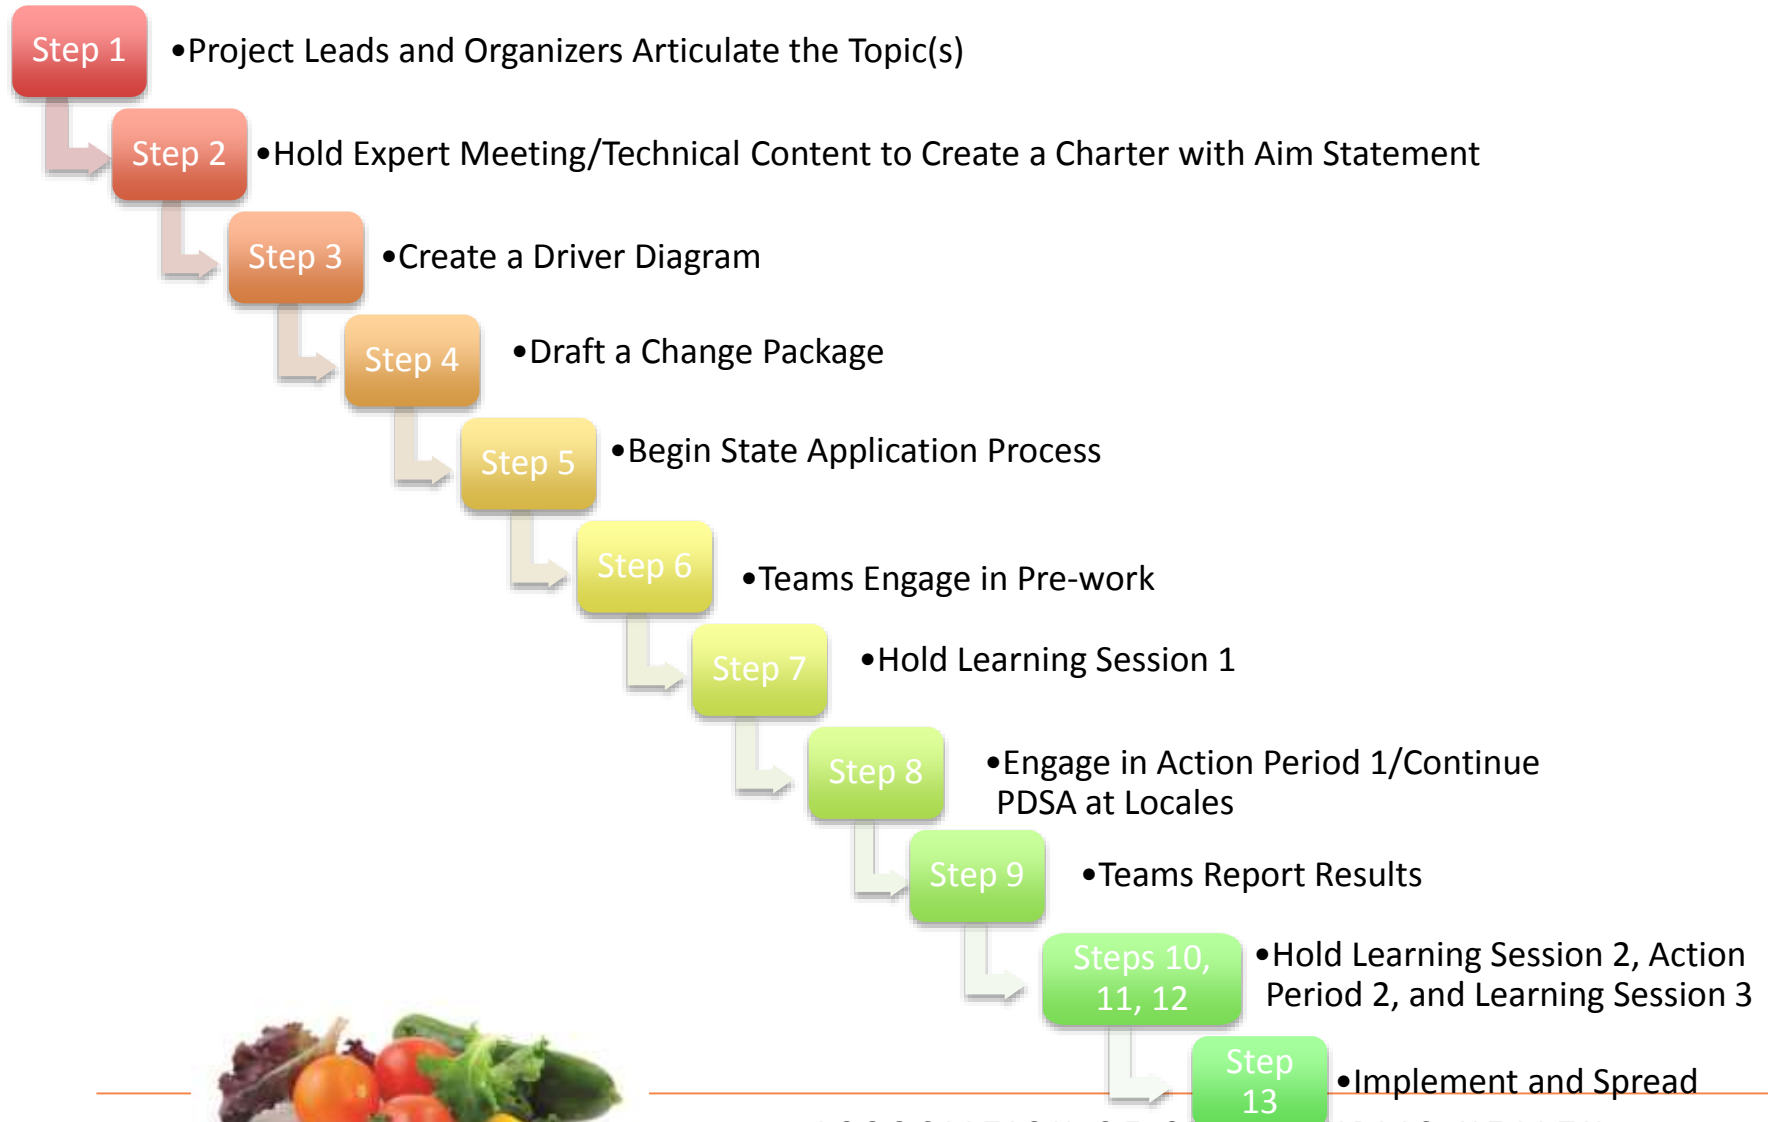 Step 1
•Project Leads and Organizers Articulate the Topic(s)
Step 2
•Hold Expert Meeting/Technical Content to Create a Charter with Aim Statement
Step 3
•Create a Driver Diagram
Step 4
•Draft a Change Package
Step 5
•Begin State Application Process
Step 6
•Teams Engage in Pre-work
Step 7
•Hold Learning Session 1
Step 8
•Engage in Action Period 1/Continue
PDSA at Locales
Step 9
•Teams Report Results
Steps 10,
11, 12
•Hold Learning Session 2, Action
Period 2, and Learning Session 3
Step
13
•Implement and Spread